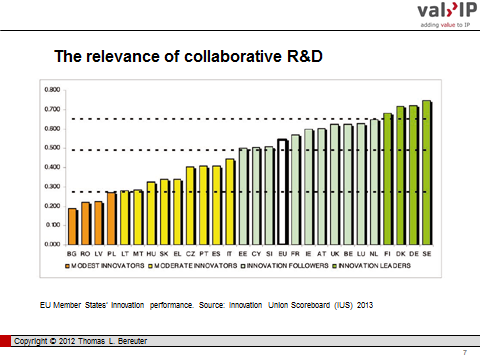 val IP
adding value to IP
The relevance of collaborative R&D
0.800
0.700
0.600
0.500
0.400
0.300
0.200
0.100
0.000
BG RO LV PL LT MT HU SK EL CZ PT ES IT EE CY SI EU FR IE AT UK BE LU NL FI DK DE SE
MODEST INNOVATORS MODERATE INNOVATORS INNOVATION FOLLOWERS INNOVATION LEADERS
EU Member States' Innovation performance. Source: Innovation Union Scoreboard (IUS) 2013
Copyright © 2012 Thomas L. Bereuter
7